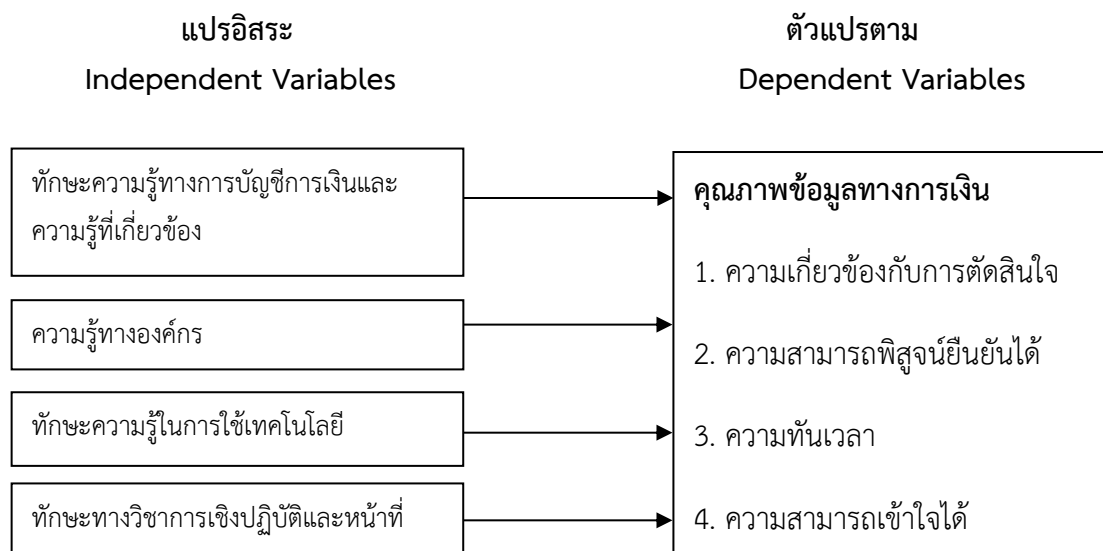 แปรอิสระ
Independent Variables
ตัวแปรตาม
Dependent Variables
ทักษะความรู้ทางการบัญชีการเงินและ
ความรู้ที่เกี่ยวข้อง
ความรู้ทางองค์กร
ทักษะความรู้ในการใช้เทคโนโลยี
ทักษะทางวิชาการเชิงปฏิบัติและหน้าที่
คุณภาพข้อมูลทางการเงิน
1. ความเกี่ยวข้องกับการตัดสินใจ
2. ความสามารถพิสูจน์ยืนยันได้
3. ความทันเวลา
4. ความสามารถเข้าใจได้